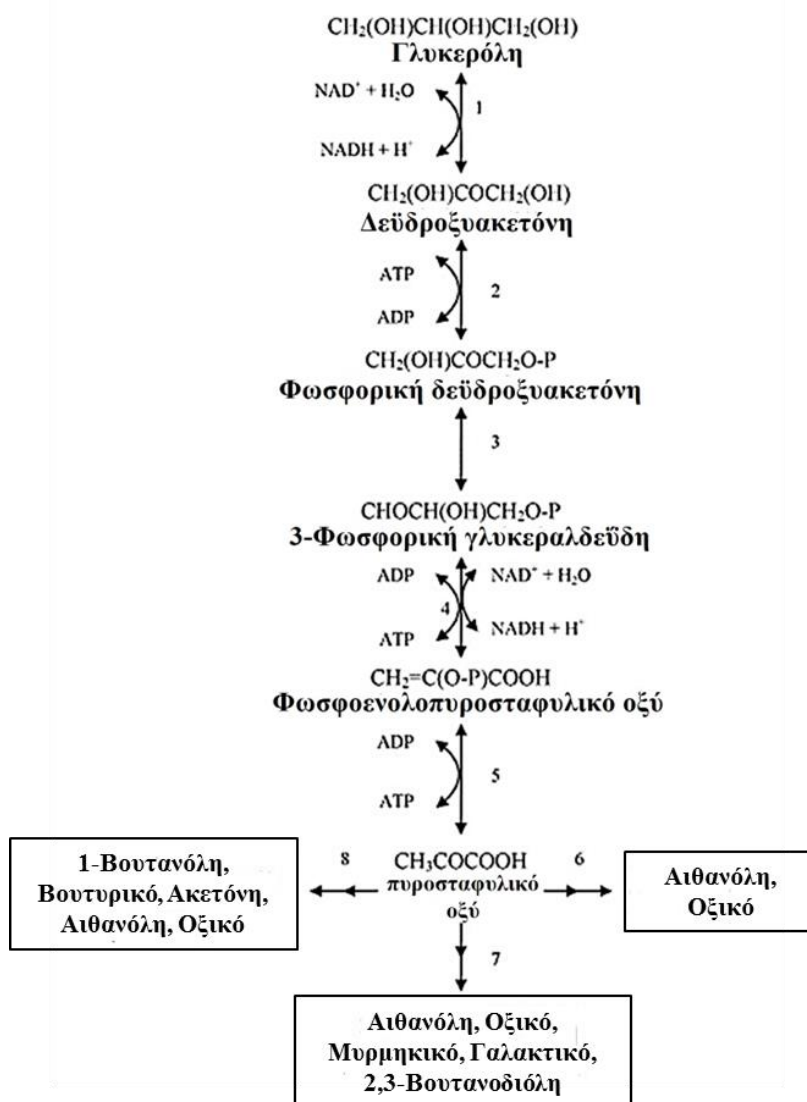 CH₂(OH)CH(OH)CH₂(OH)
Γλυκερόλη
NAD⁺ + H₂O
1
NADH + H⁺
CH₂(OH)COCH₂(OH)
Δεϋδροξυακετόνη
ATP
2
ADP
CH₂(OH)COCH₂O-P
Φωσφορική δεϋδροξυακετόνη
3
CHOCH(OH)CH₂O-P
3-Φωσφορική γλυκεραλδεΰδη
ADP
NAD⁺ + H₂O
4
ATP
NADH + H⁺
CH₂=C(O-P)COOH
Φωσφοενολοπυροσταφυλικό οξύ
ADP
5
ATP
1-Βουτανόλη,
Βουτυρικό, Ακετόνη,
Αιθανόλη, Οξικό
8
CH₃COCOOH
πυροσταφυλικό
οξύ
6
Αιθανόλη,
Οξικό
7
Αιθανόλη, Οξικό,
Μυρμηκικό, Γαλακτικό,
2,3-Βουτανοδιόλη